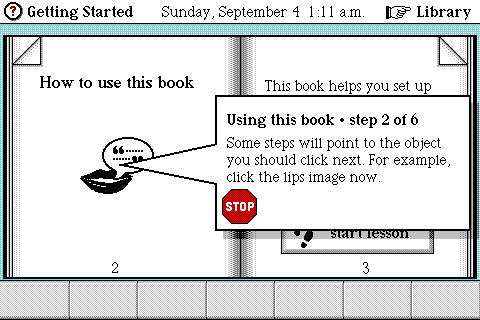 Getting Started
Sunday, September 4 1:11 a.m.
Library
How to use this book
This book helps you set up
Using this book • step 2 of 6
Some steps will point to the object
you should click next. For example,
click the lips image now.
STOP
start lesson
2
3